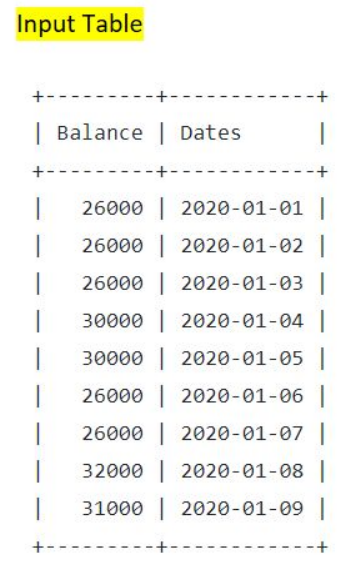 Input Table
+---------+------------+
| Balance | Dates      |
+---------+------------+
|   26000 | 2020-01-01 |
|   26000 | 2020-01-02 |
|   26000 | 2020-01-03 |
|   30000 | 2020-01-04 |
|   30000 | 2020-01-05 |
|   26000 | 2020-01-06 |
|   26000 | 2020-01-07 |
|   32000 | 2020-01-08 |
|   31000 | 2020-01-09 |
+---------+------------+